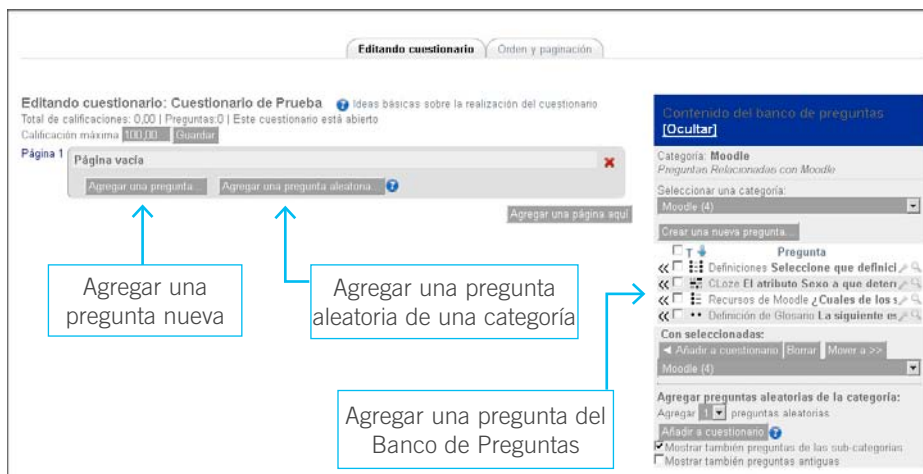 Editando cuestionario
Orden y paginación
Editando cuestionario: Cuestionario de Prueba
Ideas básicas sobre la realización del cuestionario
Total de calificaciones: 0,00 | Preguntas:0 | Este cuestionario está abierto
Calificación máxima 100,00 Guardar
Página 1
Página vacía
Agregar una pregunta...
Agregar una pregunta aleatoria...
Agregar una página aquí
Agregar una
pregunta nueva
Agregar una pregunta
aleatoria de una categoría
Agregar una pregunta del
Banco de Preguntas
Contenido del banco de preguntas
[Ocultar]
Categoría: Moodle
Preguntas Relacionadas con Moodle
Seleccionar una categoría:
Moodle (4)
Crear una nueva pregunta...
T Pregunta
Definiciones Seleccione que definici
CLoze El atributo Sexo a que deter
Recursos de Moodle ¿Cuales de los s
Definición de Glosario La siguiente es
Con seleccionadas:
◄ Añadir a cuestionario Borrar Mover a >>
Moodle (4)
Agregar preguntas aleatorias de la categoría:
Agregar 1 preguntas aleatorias
Añadir a cuestionario
Mostrar también preguntas de las sub-categorías
Mostrar también preguntas antiguas